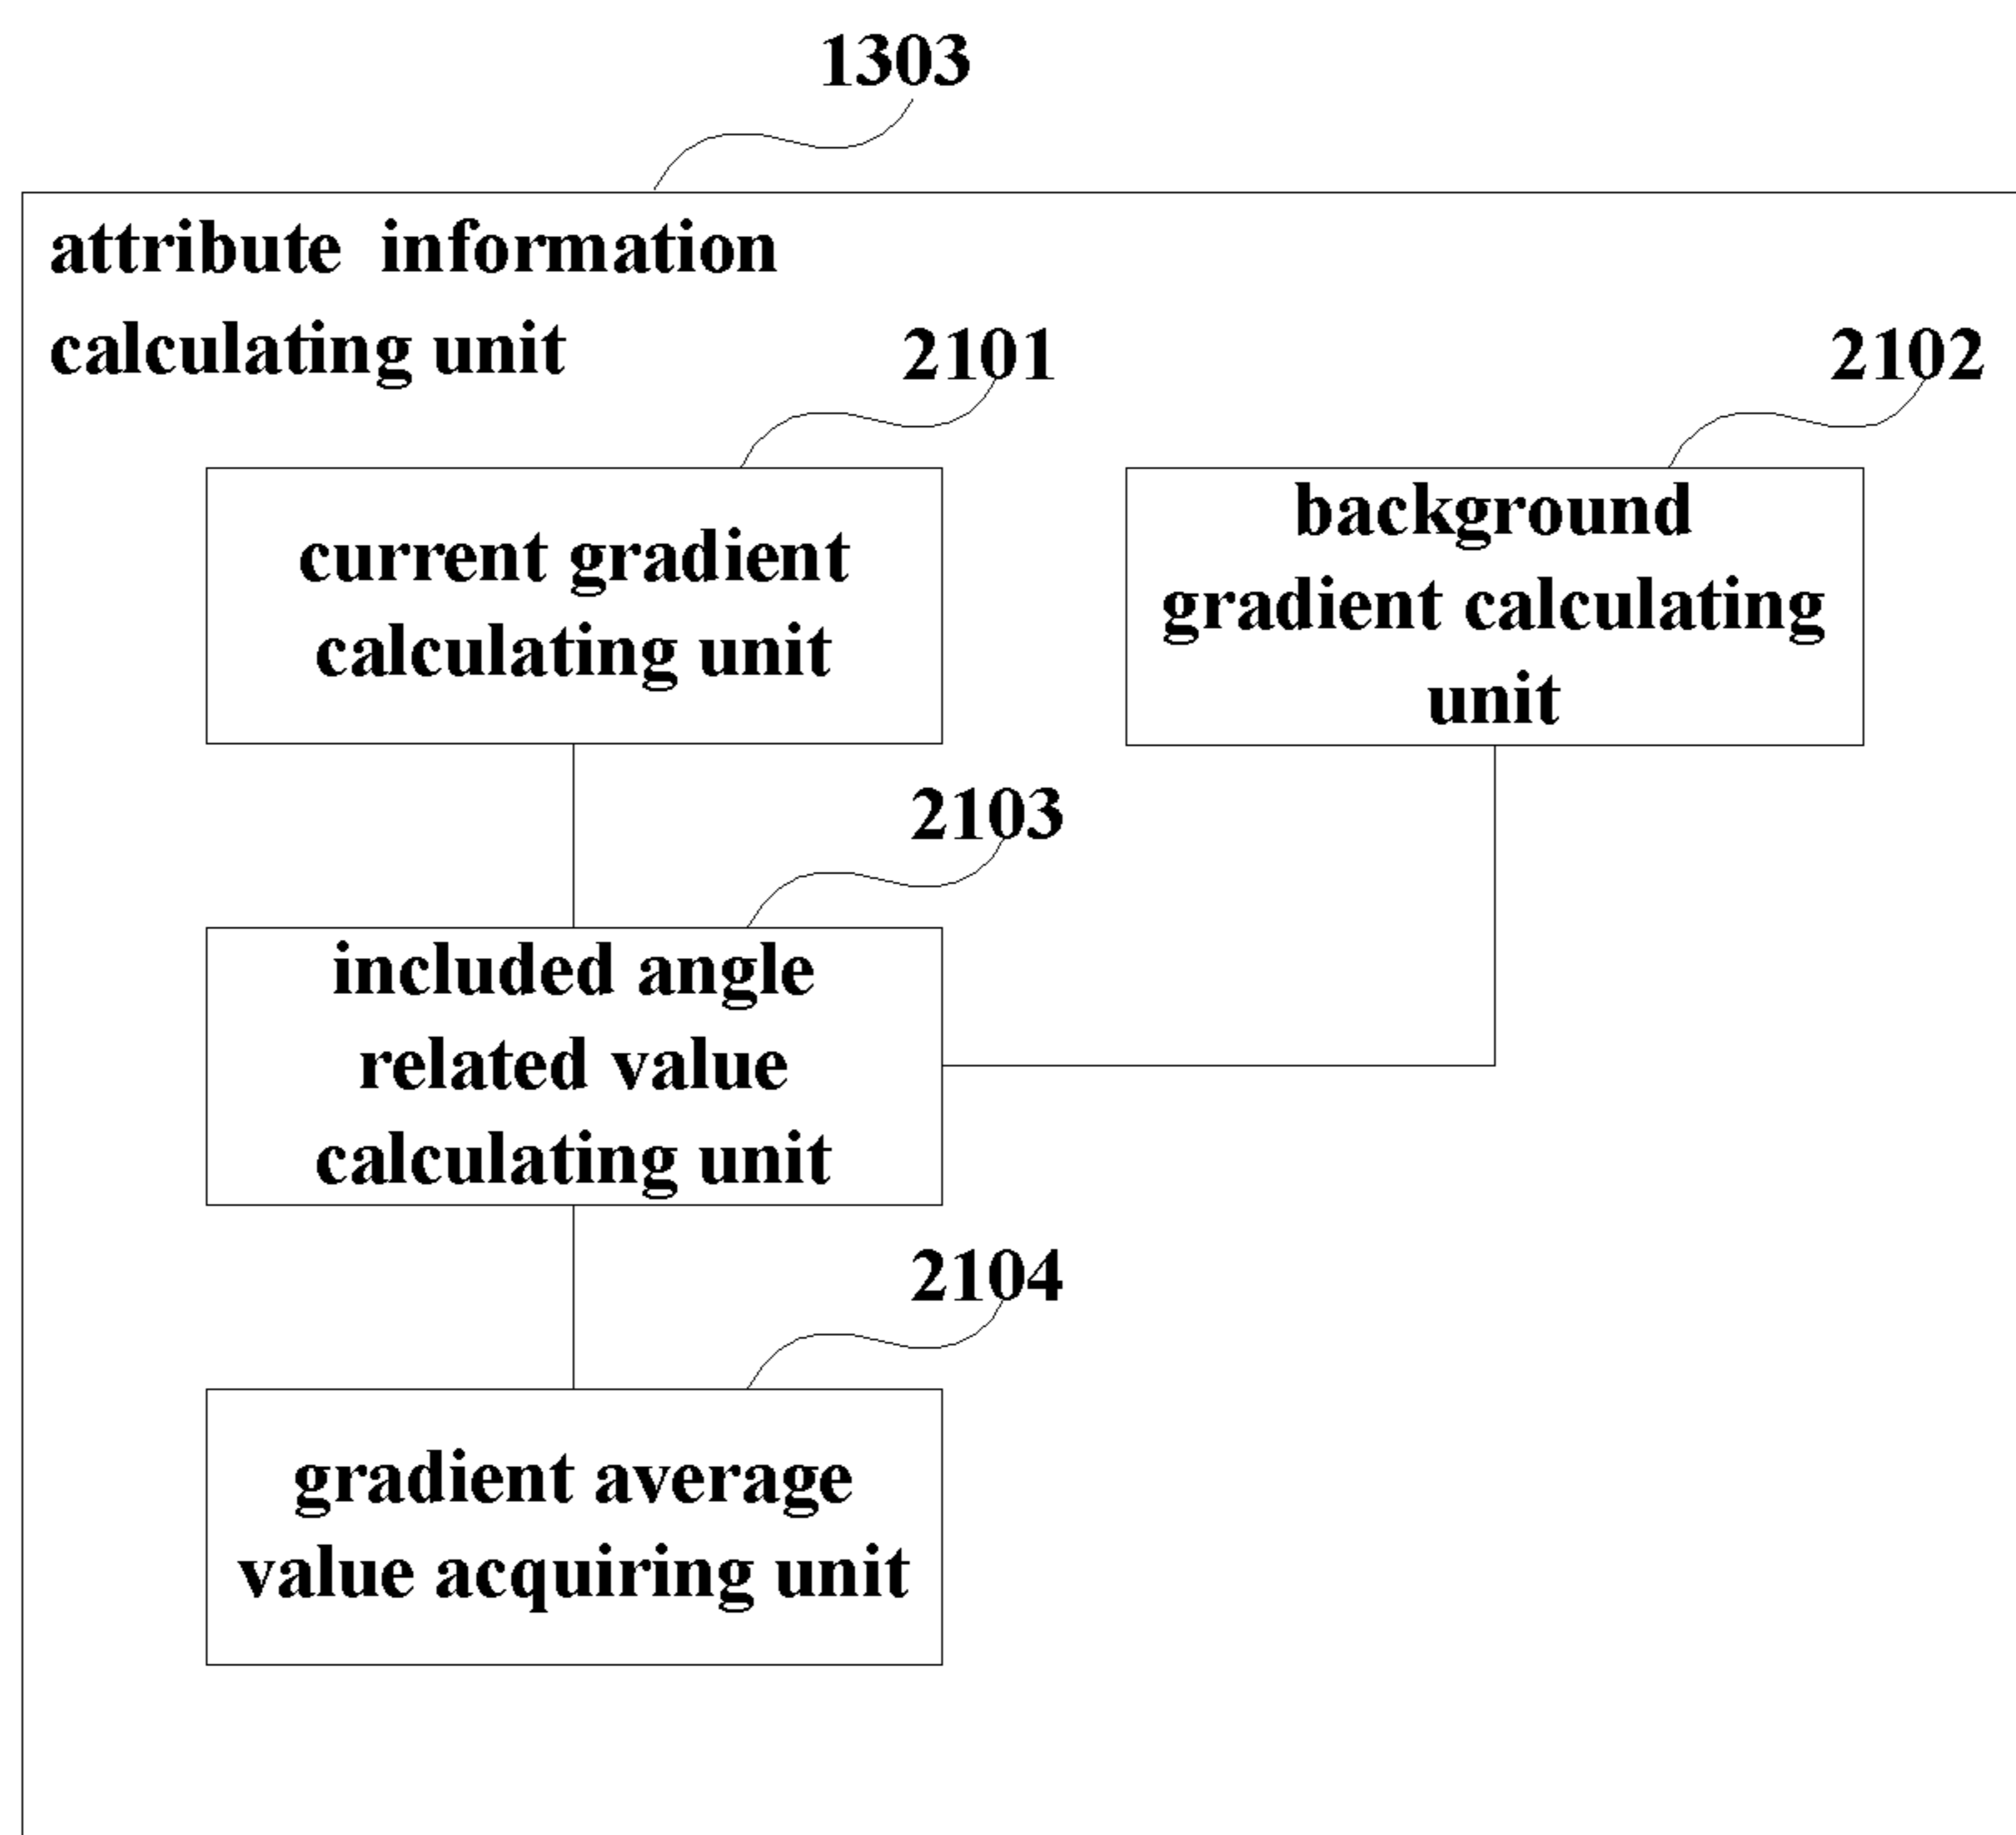 1303
attribute information
calculating unit
2101
2102
current gradient
calculating unit
background
gradient calculating
unit
2103
included angle
related value
calculating unit
2104
gradient average
value acquiring unit